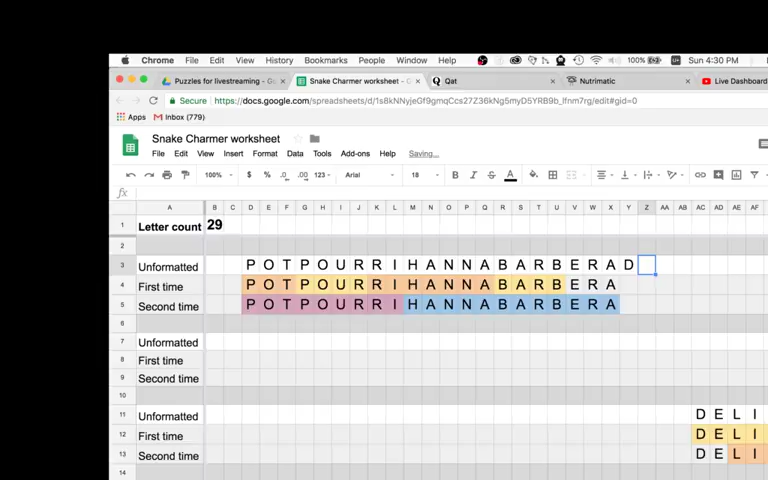 Chrome File Edit View History Bookmarks People Window Help 100% Sun 4:30 PM
Puzzles for livestreaming - Go × Snake Charmer worksheet - G × Qat × Nutrimatic × Live Dashboard
Secure https://docs.google.com/spreadsheets/d/1s8kNNyjeGf9gmqCcs27Z36kNg5myD5YRB9b_lfnm7rg/edit#gid=0
Apps Inbox (779)
Snake Charmer worksheet
File Edit View Insert Format Data Tools Add-ons Help Saving...
100% $ % .0 .00 123 Arial 18 B I S A
fx
A B C D E F G H I J K L M N O P Q R S T U V W X Y Z AA AB AC AD AE AF
1 Letter count 29
2
3 Unformatted P O T P O U R R I H A N N A B A R B E R A D
4 First time P O T P O U R R I H A N N A B A R B E R A
5 Second time P O T P O U R R I H A N N A B A R B E R A
6
7 Unformatted
8 First time
9 Second time
10
11 Unformatted D E L I
12 First time D E L I
13 Second time D E L I
14